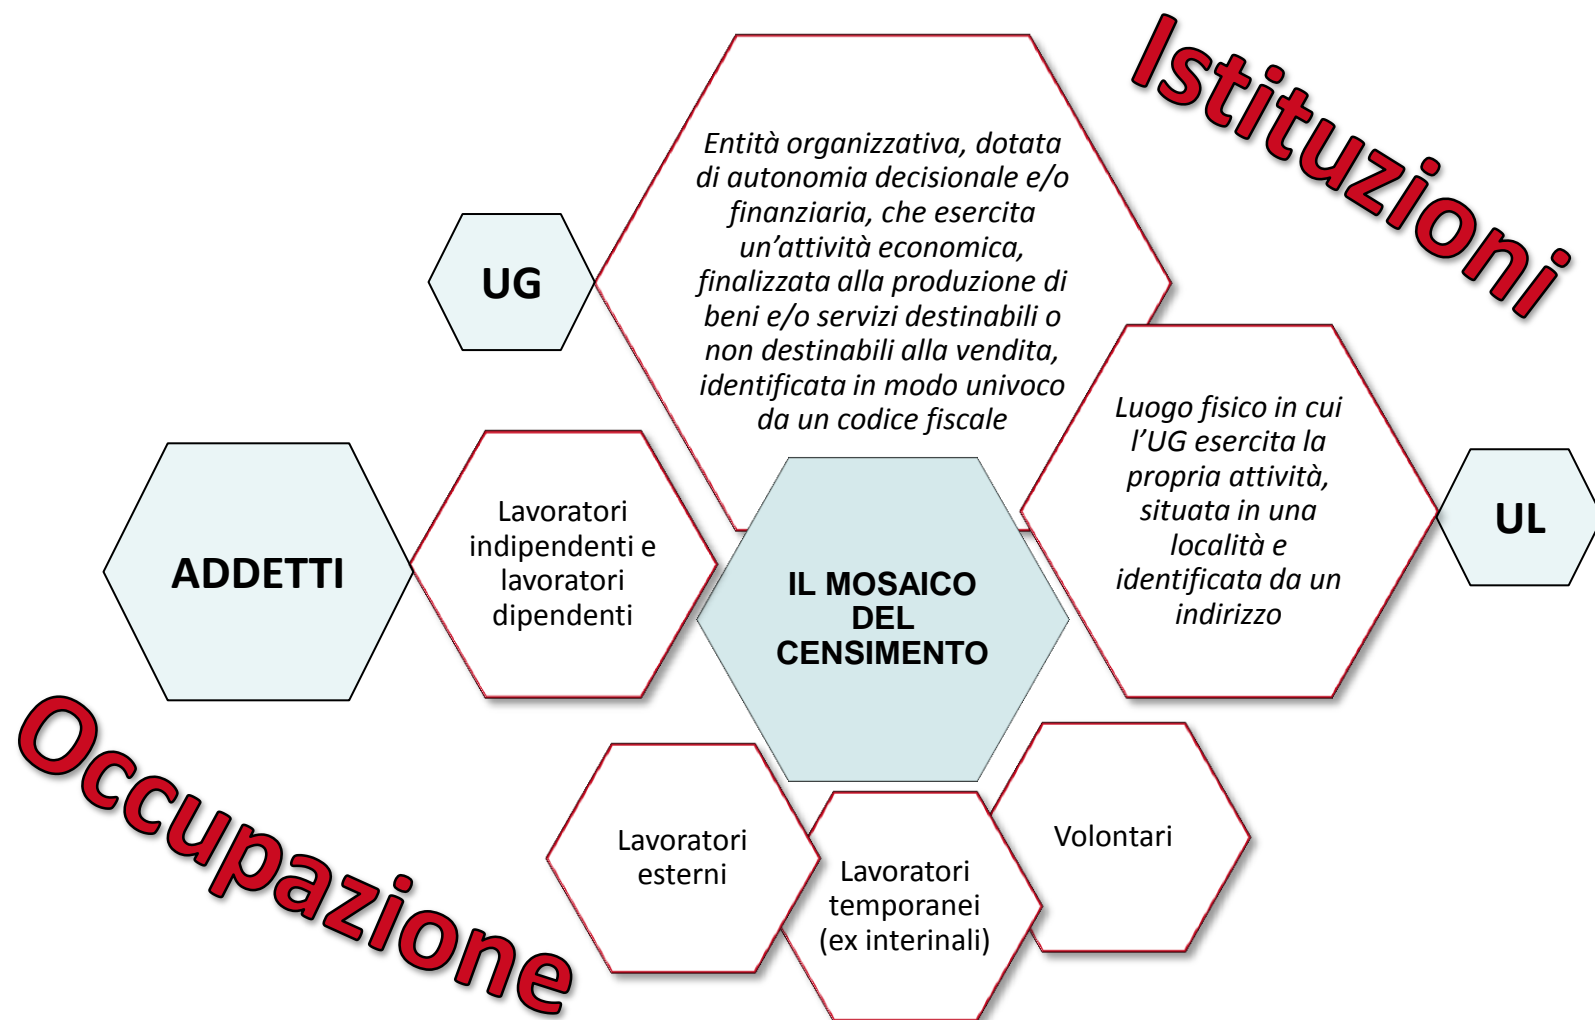 Istituzioni
Entità organizzativa, dotata
di autonomia decisionale e/o
finanziaria, che esercita
un’attività economica,
finalizzata alla produzione di
beni e/o servizi destinabili o
non destinabili alla vendita,
identificata in modo univoco
da un codice fiscale
UG
Luogo fisico in cui
l’UG esercita la
propria attività,
situata in una
località e
identificata da un
indirizzo
UL
ADDETTI
Lavoratori
indipendenti e
lavoratori
dipendenti
IL MOSAICO
DEL
CENSIMENTO
Occupazione
Lavoratori
esterni
Lavoratori
temporanei
(ex interinali)
Volontari